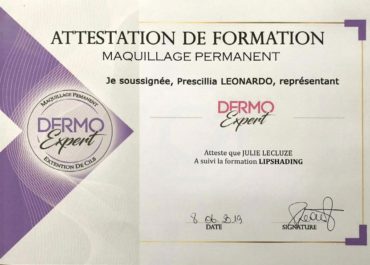 ATTESTATION DE FORMATION
MAQUILLAGE PERMANENT
Je soussignée, Prescillia LEONARDO, représentant
DERMO
Expert
Atteste que JULIE LECLUZE
A suivi la formation LIPSHADING
MAQUILLAGE PERMANENT
DERMO
Expert
EXTENTION DE CILS
8 06 2019
DATE
SIGNATURE